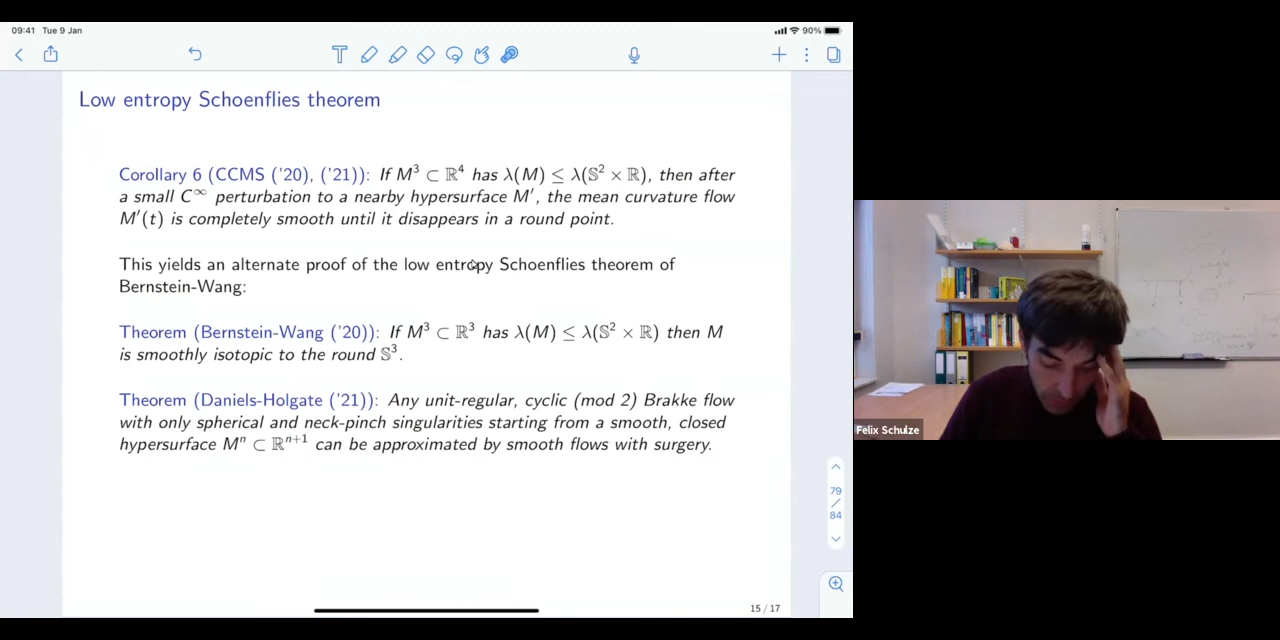 09:41 Tue 9 Jan
90%
Low entropy Schoenflies theorem
Corollary 6 (CCMS ('20), ('21)): If M³ ⊂ ℝ⁴ has λ(M) ≤ λ(𝕊² × ℝ), then after
a small C^∞ perturbation to a nearby hypersurface M′, the mean curvature flow
M′(t) is completely smooth until it disappears in a round point.
This yields an alternate proof of the low entropy Schoenflies theorem of
Bernstein-Wang:
Theorem (Bernstein-Wang ('20)): If M³ ⊂ ℝ³ has λ(M) ≤ λ(𝕊² × ℝ) then M
is smoothly isotopic to the round 𝕊³.
Theorem (Daniels-Holgate ('21)): Any unit-regular, cyclic (mod 2) Brakke flow
with only spherical and neck-pinch singularities starting from a smooth, closed
hypersurface Mⁿ ⊂ ℝⁿ⁺¹ can be approximated by smooth flows with surgery.
79
/
84
15 / 17
Felix Schulze